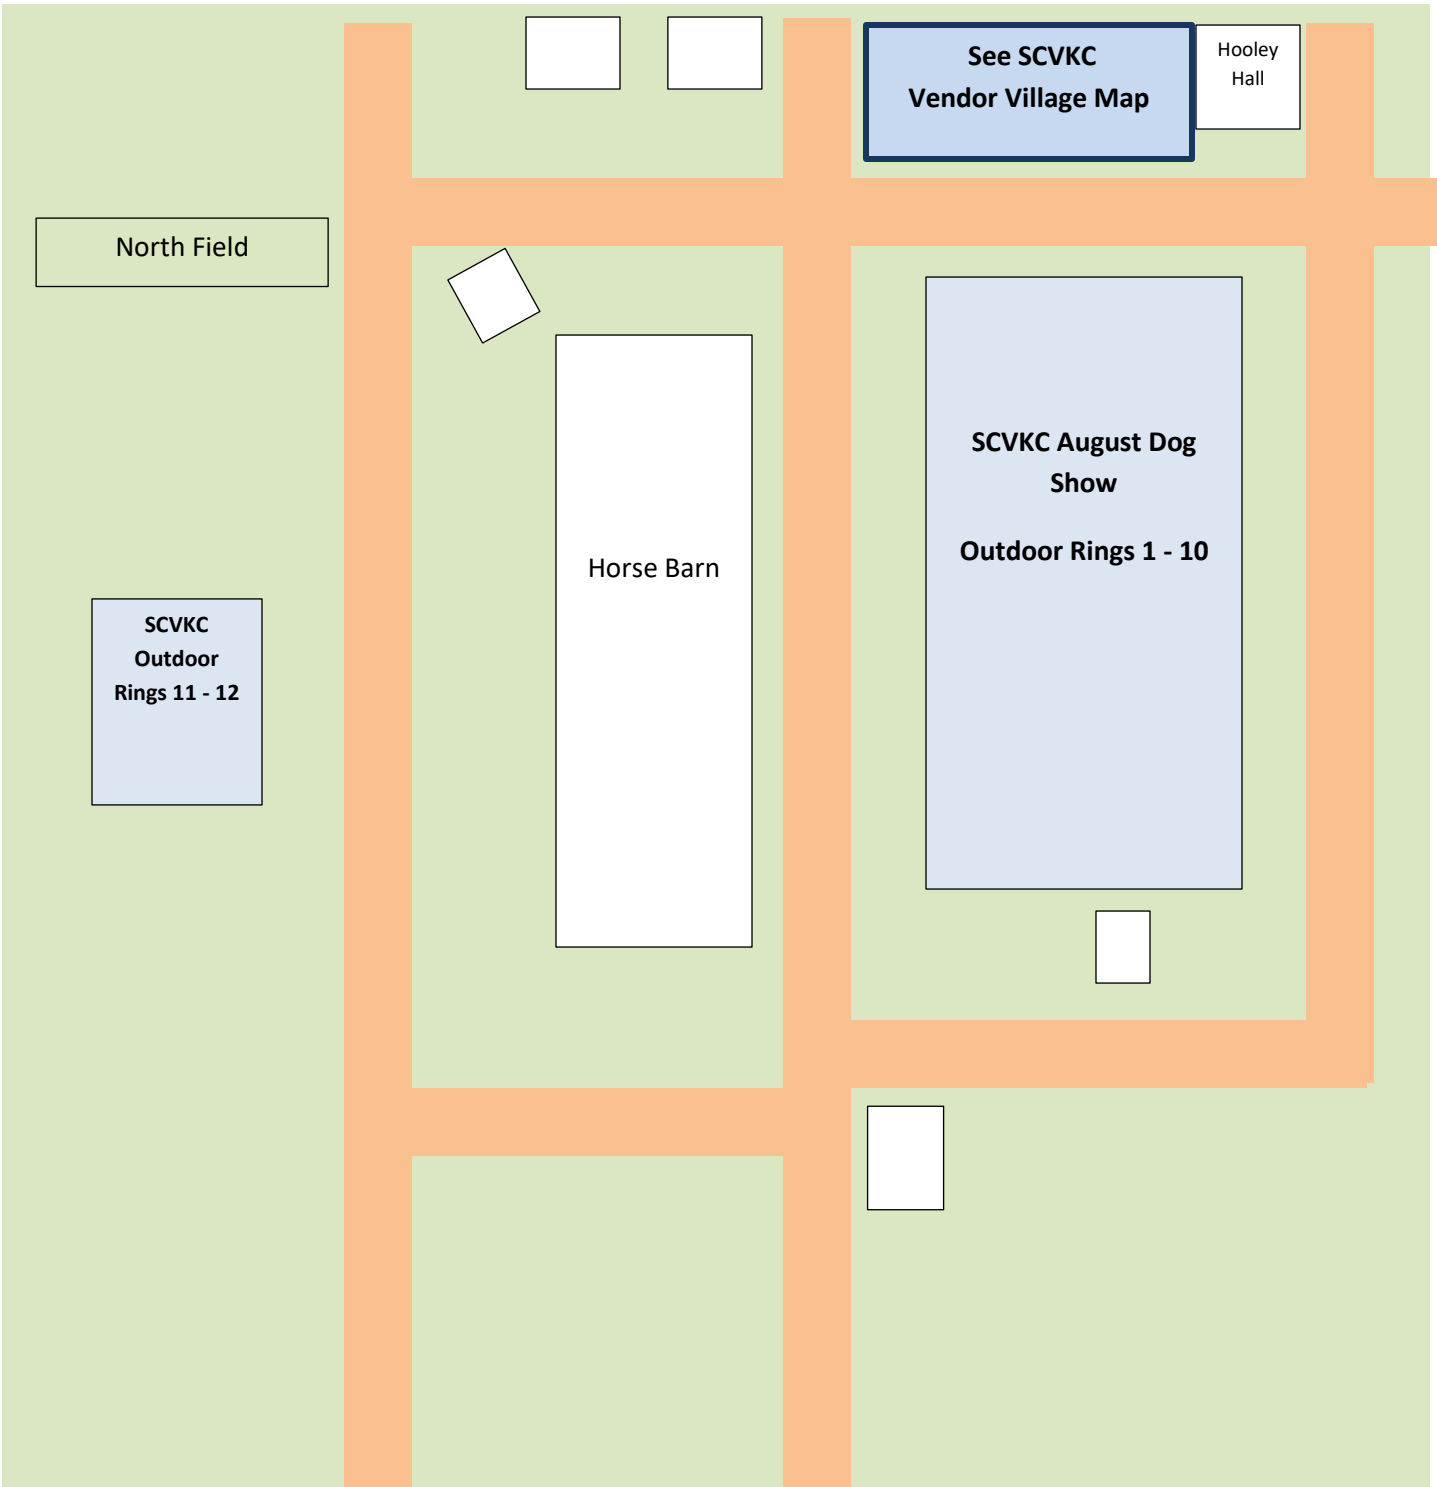 See SCVKC
Vendor Village Map
Hooley
Hall
North Field
SCVKC August Dog
Show
Outdoor Rings 1 - 10
Horse Barn
SCVKC
Outdoor
Rings 11 - 12